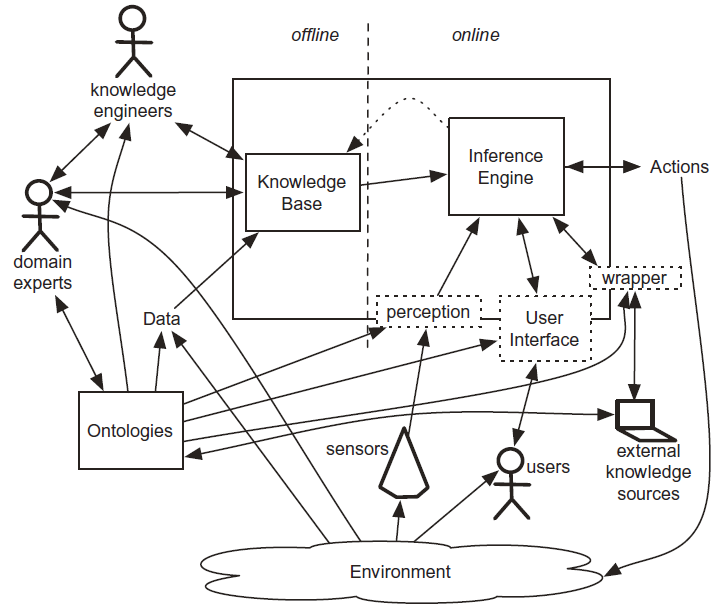 offline
online
knowledge
engineers
Inference
Engine
Actions
Knowledge
Base
domain
experts
wrapper
Data
perception
User
Interface
Ontologies
sensors
users
external
knowledge
sources
Environment